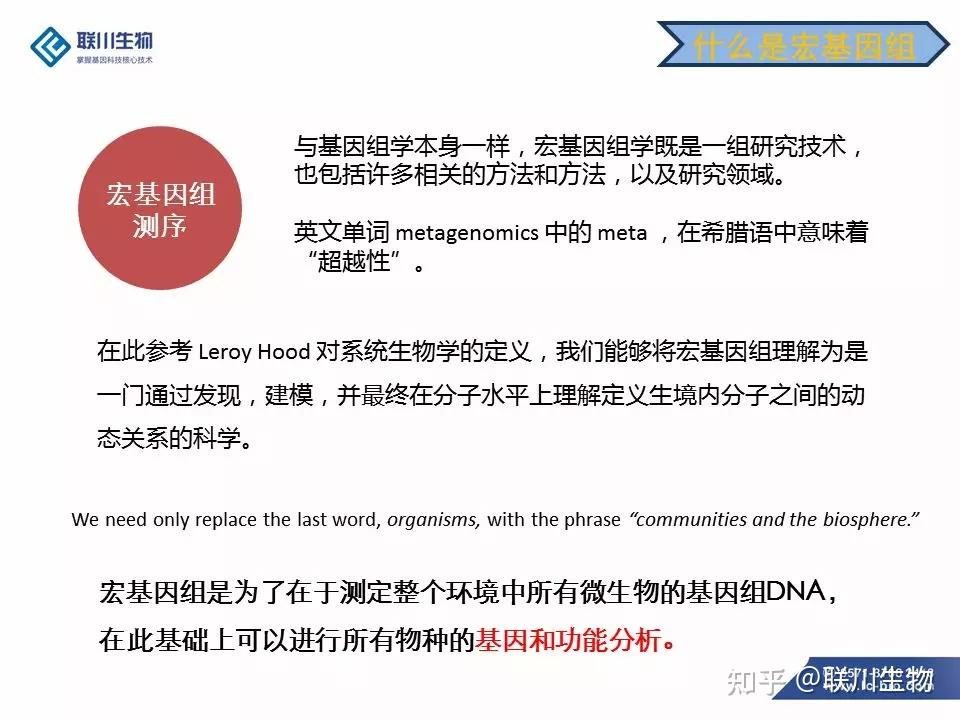 联川生物
掌握基因科技核心技术
什么是宏基因组
宏基因组
测序
与基因组学本身一样，宏基因组学既是一组研究技术，
也包括许多相关的方法和方法，以及研究领域。
英文单词 metagenomics 中的 meta ，在希腊语中意味着
“超越性”。
在此参考 Leroy Hood 对系统生物学的定义，我们能够将宏基因组理解为是
一门通过发现，建模，并最终在分子水平上理解定义生境内分子之间的动
态关系的科学。
We need only replace the last word, organisms, with the phrase “communities and the biosphere.”
宏基因组是为了在于测定整个环境中所有微生物的基因组DNA，
在此基础上可以进行所有物种的基因和功能分析。
知乎 @联川生物